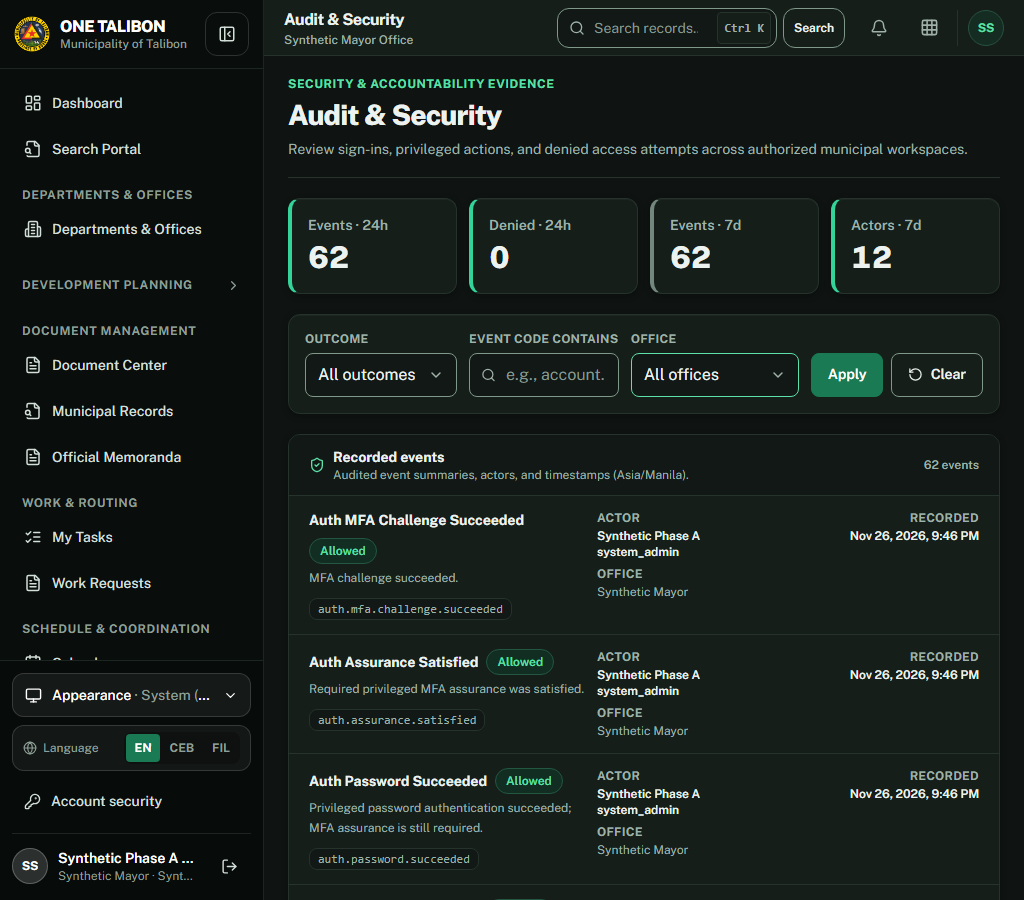 ONE TALIBON
Municipality of Talibon
Dashboard
Search Portal
DEPARTMENTS & OFFICES
Departments & Offices
DEVELOPMENT PLANNING
DOCUMENT MANAGEMENT
Document Center
Municipal Records
Official Memoranda
WORK & ROUTING
My Tasks
Work Requests
SCHEDULE & COORDINATION
Appearance · System (...
Language EN CEB FIL
Account security
SS
Synthetic Phase A ...
Synthetic Mayor · Synt...
Audit & Security
Synthetic Mayor Office
Search records.. Ctrl K Search
SS
SECURITY & ACCOUNTABILITY EVIDENCE
Audit & Security
Review sign-ins, privileged actions, and denied access attempts across authorized municipal workspaces.
Events · 24h
62
Denied · 24h
0
Events · 7d
62
Actors · 7d
12
OUTCOME
All outcomes
EVENT CODE CONTAINS
e.g., account.
OFFICE
All offices
Apply
Clear
Recorded events
Audited event summaries, actors, and timestamps (Asia/Manila).
62 events
Auth MFA Challenge Succeeded
Allowed
MFA challenge succeeded.
auth.mfa.challenge.succeeded
ACTOR
Synthetic Phase A
system_admin
OFFICE
Synthetic Mayor
RECORDED
Nov 26, 2026, 9:46 PM
Auth Assurance Satisfied Allowed
Required privileged MFA assurance was satisfied.
auth.assurance.satisfied
ACTOR
Synthetic Phase A
system_admin
OFFICE
Synthetic Mayor
RECORDED
Nov 26, 2026, 9:46 PM
Auth Password Succeeded Allowed
Privileged password authentication succeeded;
MFA assurance is still required.
auth.password.succeeded
ACTOR
Synthetic Phase A
system_admin
OFFICE
Synthetic Mayor
RECORDED
Nov 26, 2026, 9:46 PM